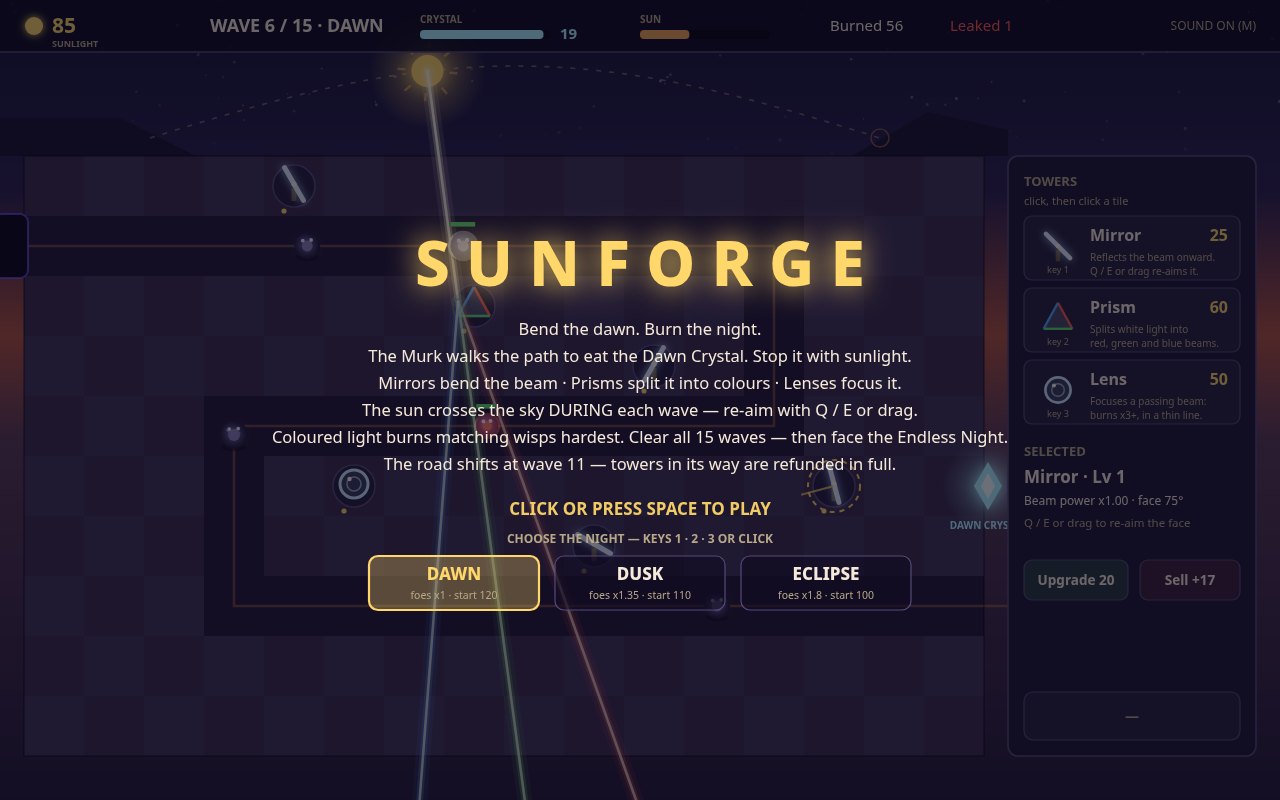 85
SUNLIGHT
WAVE 6 / 15 · DAWN
CRYSTAL
19
SUN
Burned 56
Leaked 1
SOUND ON (M)
SUNFORGE
Bend the dawn. Burn the night.
The Murk walks the path to eat the Dawn Crystal. Stop it with sunlight.
Mirrors bend the beam · Prisms split it into colours · Lenses focus it.
The sun crosses the sky DURING each wave — re-aim with Q / E or drag.
Coloured light burns matching wisps hardest. Clear all 15 waves — then face the Endless Night.
The road shifts at wave 11 — towers in its way are refunded in full.
CLICK OR PRESS SPACE TO PLAY
CHOOSE THE NIGHT — KEYS 1 · 2 · 3 OR CLICK
DAWN
foes x1 · start 120
DUSK
foes x1.35 · start 110
ECLIPSE
foes x1.8 · start 100
DAWN CRYS
TOWERS
click, then click a tile
Mirror 25
Reflects the beam onward.
Q / E or drag re-aims it.
key 1
Prism 60
Splits white light into
red, green and blue beams.
key 2
Lens 50
Focuses a passing beam:
burns x3+, in a thin line.
key 3
SELECTED
Mirror · Lv 1
Beam power x1.00 · face 75°
Q / E or drag to re-aim the face
Upgrade 20
Sell +17
—